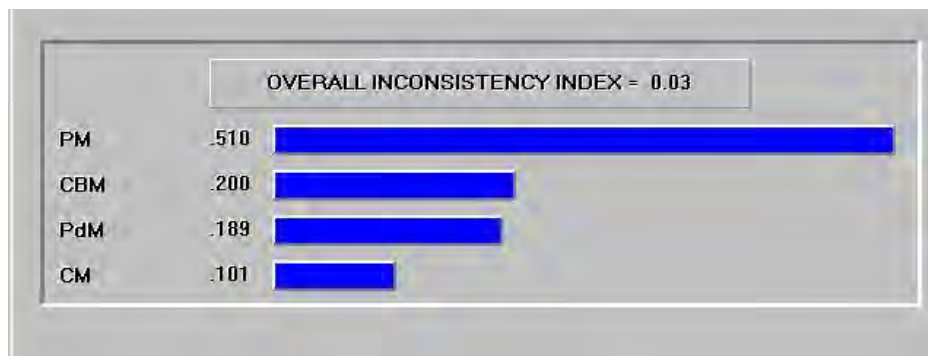 OVERALL INCONSISTENCY INDEX = 0.03
PM .510
CBM .200
PdM .189
CM .101